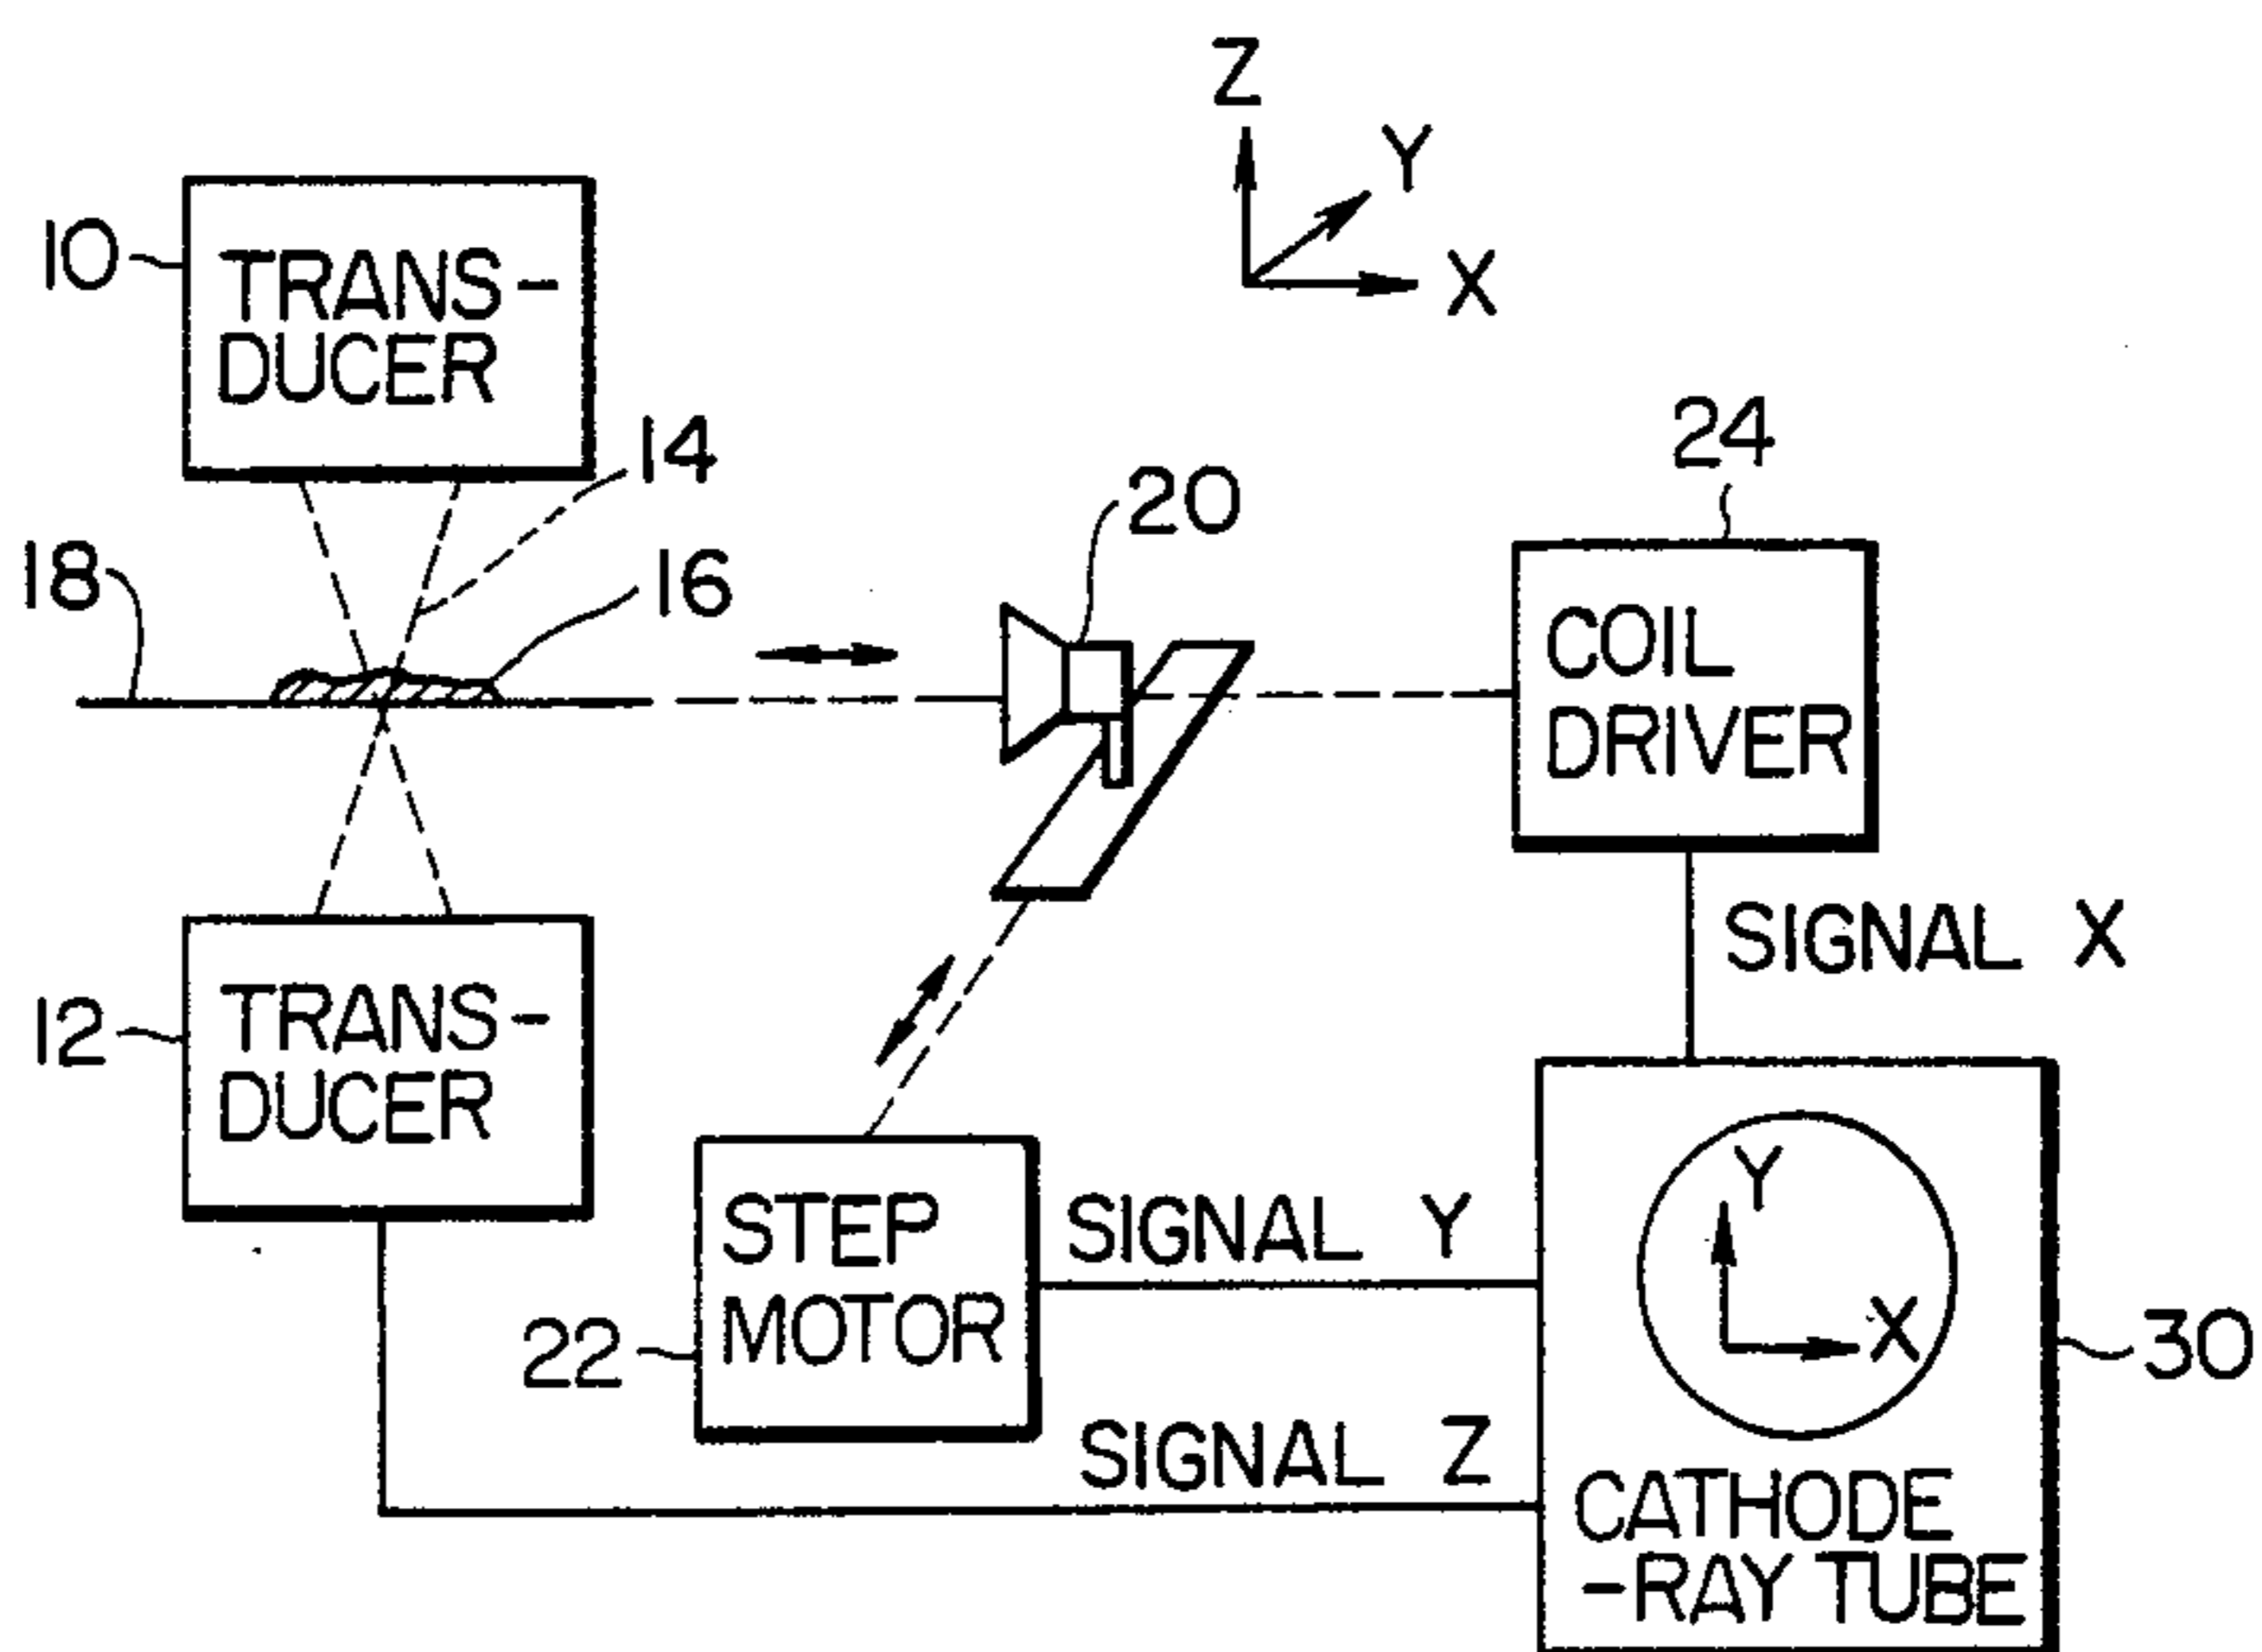 Z
Y
X
10
TRANS-
DUCER
14
24
20
18
16
COIL
DRIVER
SIGNAL X
12
TRANS-
DUCER
Y
X
STEP
MOTOR
SIGNAL Y
22
30
SIGNAL Z
CATHODE
-RAY TUBE